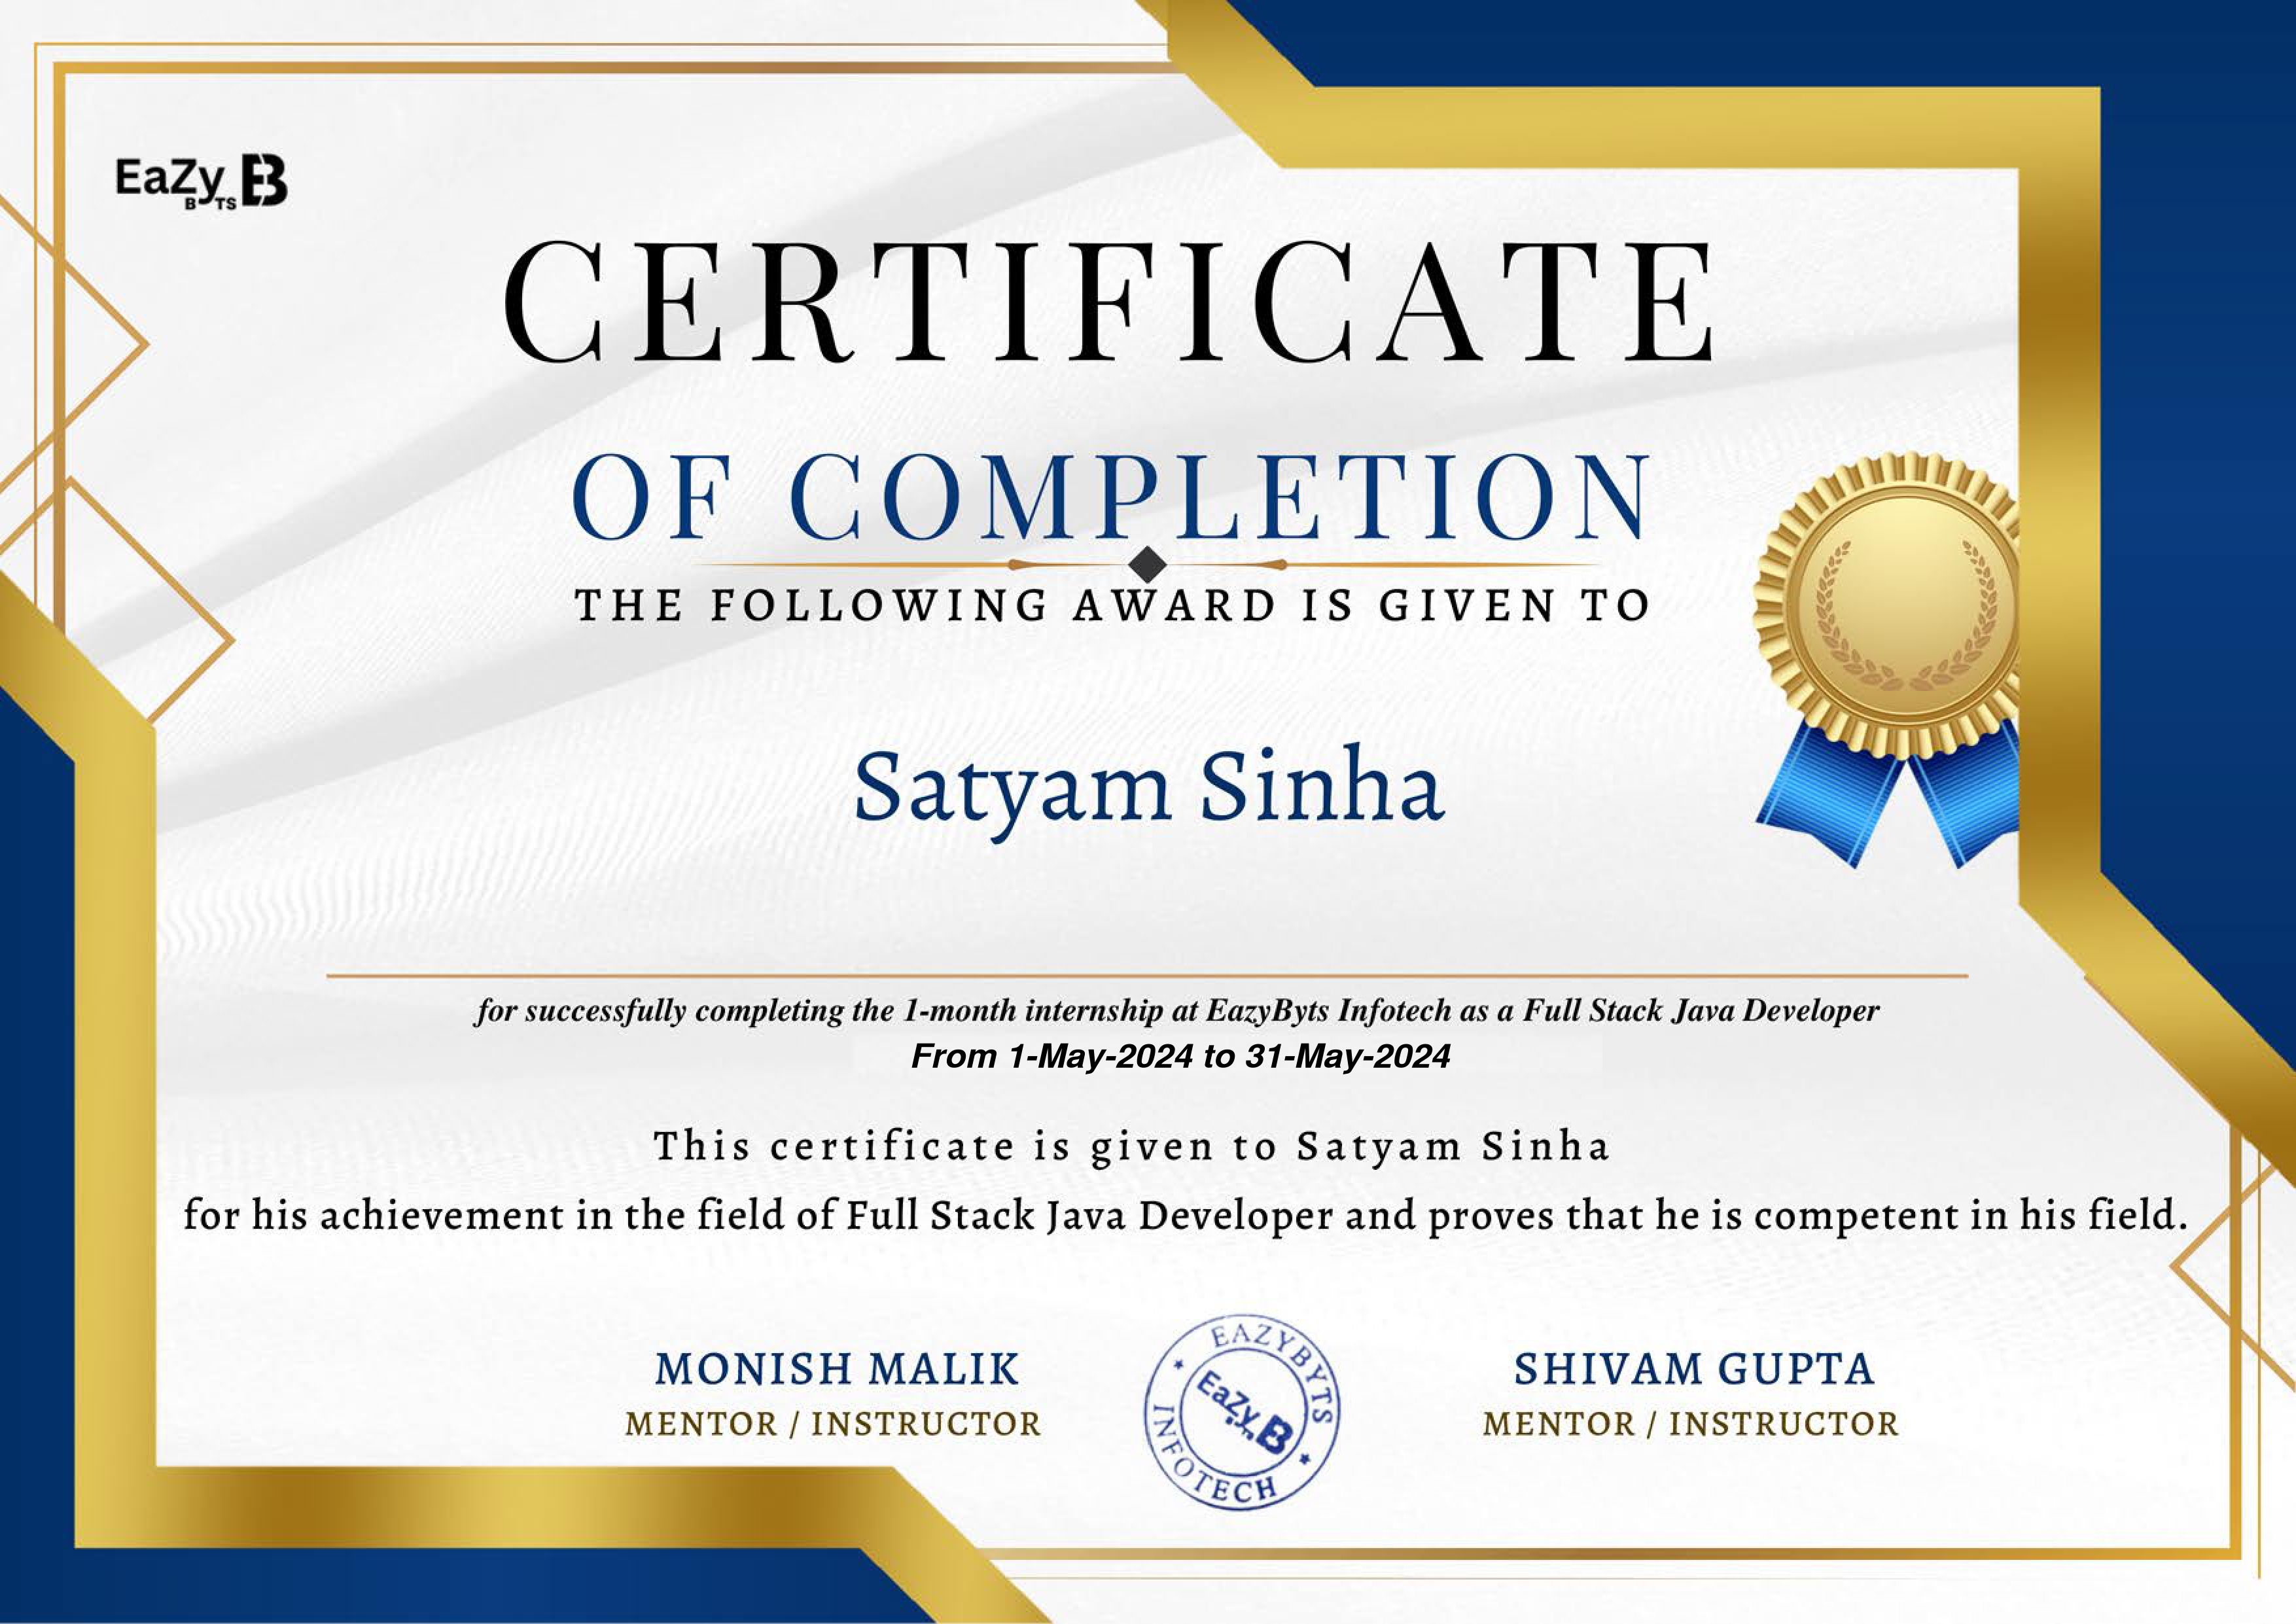 EaZy B
BYTS
CERTIFICATE
OF COMPLETION
THE FOLLOWING AWARD IS GIVEN TO
Satyam Sinha
for successfully completing the 1-month internship at EazyByts Infotech as a Full Stack Java Developer
From 1-May-2024 to 31-May-2024
This certificate is given to Satyam Sinha
for his achievement in the field of Full Stack Java Developer and proves that he is competent in his field.
MONISH MALIK
MENTOR / INSTRUCTOR
EAZYBYTS
EaZy B
INFOTECH
SHIVAM GUPTA
MENTOR / INSTRUCTOR